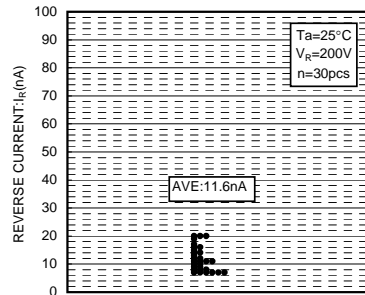 100
90
80
70
60
50
40
30
20
10
0
REVERSE CURRENT:IR(nA)
Ta=25°C
VR=200V
n=30pcs
AVE:11.6nA